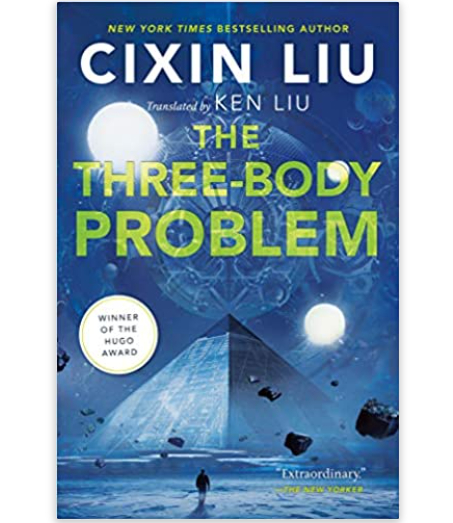 NEW YORK TIMES BESTSELLING AUTHOR
CIXIN LIU
Translated by KEN LIU
THE
THREE-BODY
PROBLEM
WINNER
OF THE
HUGO
AWARD
"Extraordinary."
—THE NEW YORKER